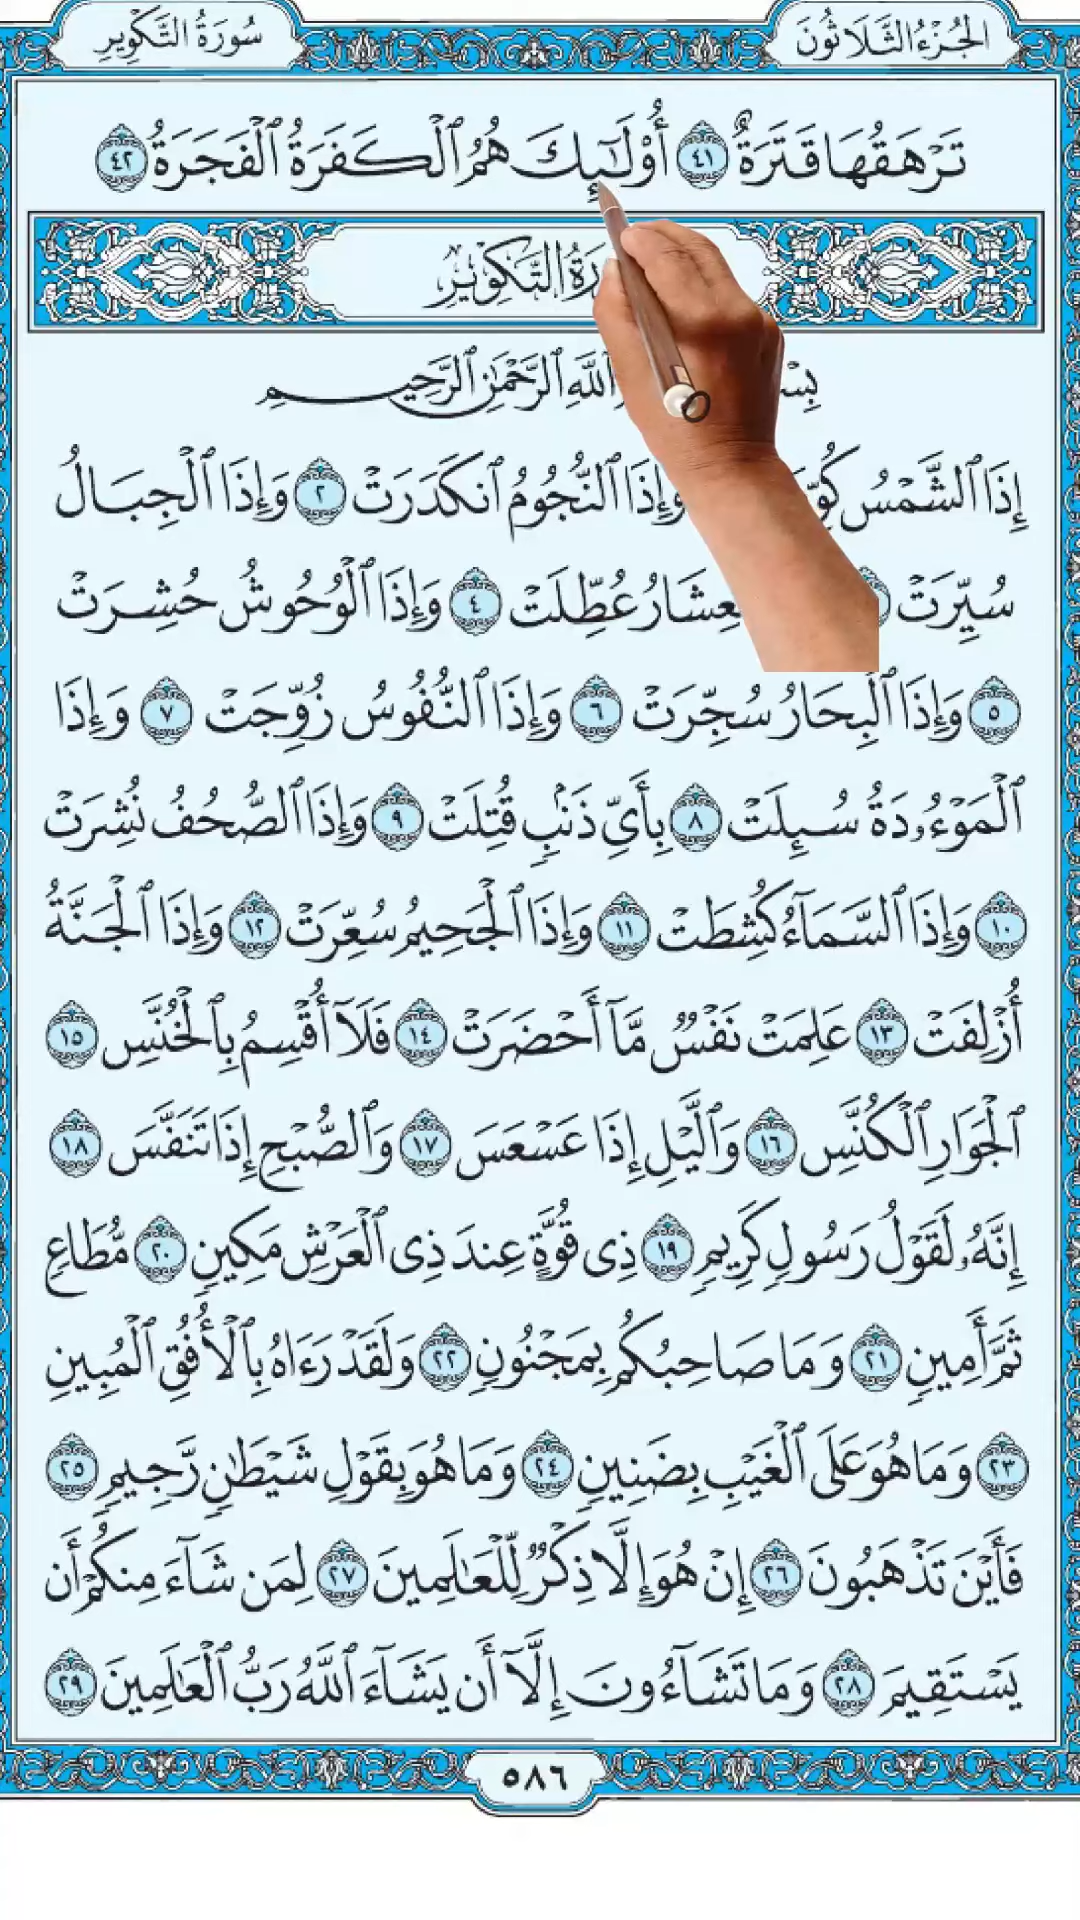 سُورَةُ التَّكْوِيرِ
الجُزْءُ الثَّلَاثُونَ
تَرْهَقُهَا قَتَرَةٌ ٤١ أُو۟لَٰٓئِكَ هُمُ ٱلْكَفَرَةُ ٱلْفَجَرَةُ ٤٢
رَةُ التَّكْوِيرِ
بِسْ ٱللَّهِ ٱلرَّحْمَٰنِ ٱلرَّحِيمِ
إِذَا ٱلشَّمْسُ وَإِذَا ٱلنُّجُومُ ٱنكَدَرَتْ ٢ وَإِذَا ٱلْجِبَالُ
سُيِّرَتْ عِشَارُ عُطِّلَتْ ٤ وَإِذَا ٱلْوُحُوشُ حُشِرَتْ
٥ وَإِذَا ٱلْبِحَارُ سُجِّرَتْ ٦ وَإِذَا ٱلنُّفُوسُ زُوِّجَتْ ٧ وَإِذَا
ٱلْمَوْءُۥدَةُ سُئِلَتْ ٨ بِأَىِّ ذَنۢبٍ قُتِلَتْ ٩ وَإِذَا ٱلصُّحُفُ نُشِرَتْ
١٠ وَإِذَا ٱلسَّمَآءُ كُشِطَتْ ١١ وَإِذَا ٱلْجَحِيمُ سُعِّرَتْ ١٢ وَإِذَا ٱلْجَنَّةُ
أُزْلِفَتْ ١٣ عَلِمَتْ نَفْسٌ مَّآ أَحْضَرَتْ ١٤ فَلَآ أُقْسِمُ بِٱلْخُنَّسِ ١٥
ٱلْجَوَارِ ٱلْكُنَّسِ ١٦ وَٱلَّيْلِ إِذَا عَسْعَسَ ١٧ وَٱلصُّبْحِ إِذَا تَنَفَّسَ ١٨
إِنَّهُۥ لَقَوْلُ رَسُولٍ كَرِيمٍ ١٩ ذِى قُوَّةٍ عِندَ ذِى ٱلْعَرْشِ مَكِينٍ ٢٠ مُّطَاعٍ
ثَمَّ أَمِينٍ ٢١ وَمَا صَاحِبُكُم بِمَجْنُونٍ ٢٢ وَلَقَدْ رَءَاهُ بِٱلْأُفُقِ ٱلْمُبِينِ
٢٣ وَمَا هُوَ عَلَى ٱلْغَيْبِ بِضَنِينٍ ٢٤ وَمَا هُوَ بِقَوْلِ شَيْطَٰنٍ رَّجِيمٍ ٢٥
فَأَيْنَ تَذْهَبُونَ ٢٦ إِنْ هُوَ إِلَّا ذِكْرٌ لِّلْعَٰلَمِينَ ٢٧ لِمَن شَآءَ مِنكُمْ أَن
يَسْتَقِيمَ ٢٨ وَمَا تَشَآءُونَ إِلَّآ أَن يَشَآءَ ٱللَّهُ رَبُّ ٱلْعَٰلَمِينَ ٢٩
٥٨٦